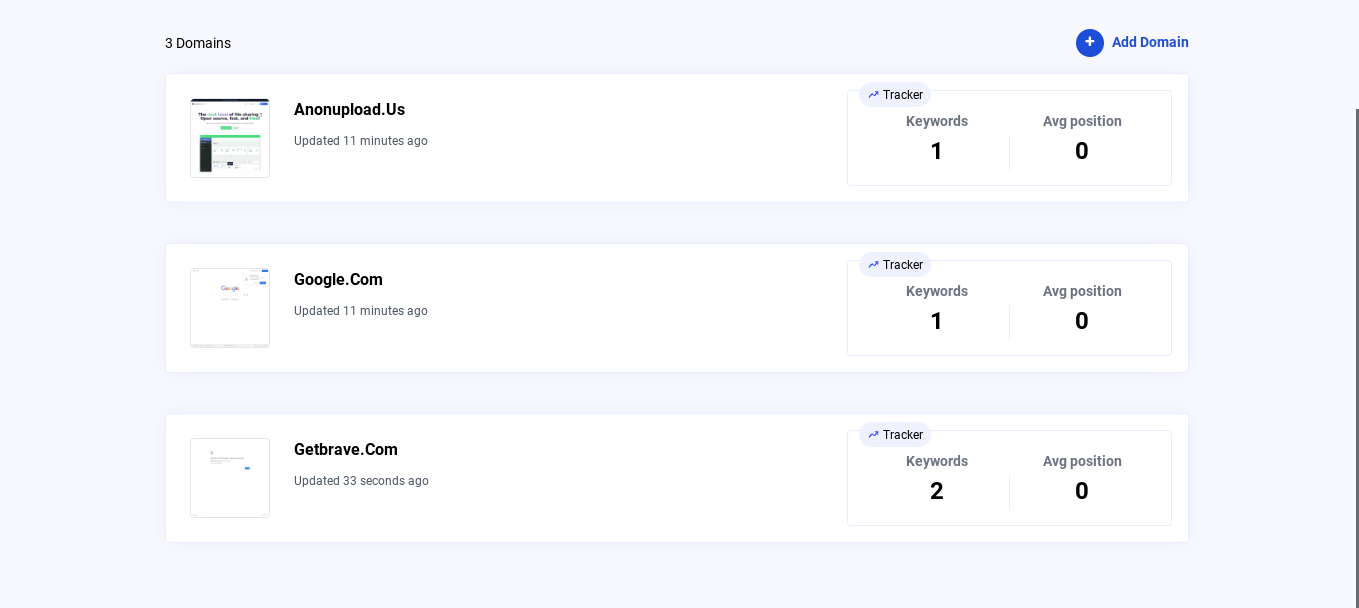 3 Domains
+ Add Domain
Anonupload.Us
Updated 11 minutes ago
Tracker
Keywords
Avg position
1
0
Google.Com
Updated 11 minutes ago
Google
Tracker
Keywords
Avg position
1
0
Getbrave.Com
Updated 33 seconds ago
Tracker
Keywords
Avg position
2
0